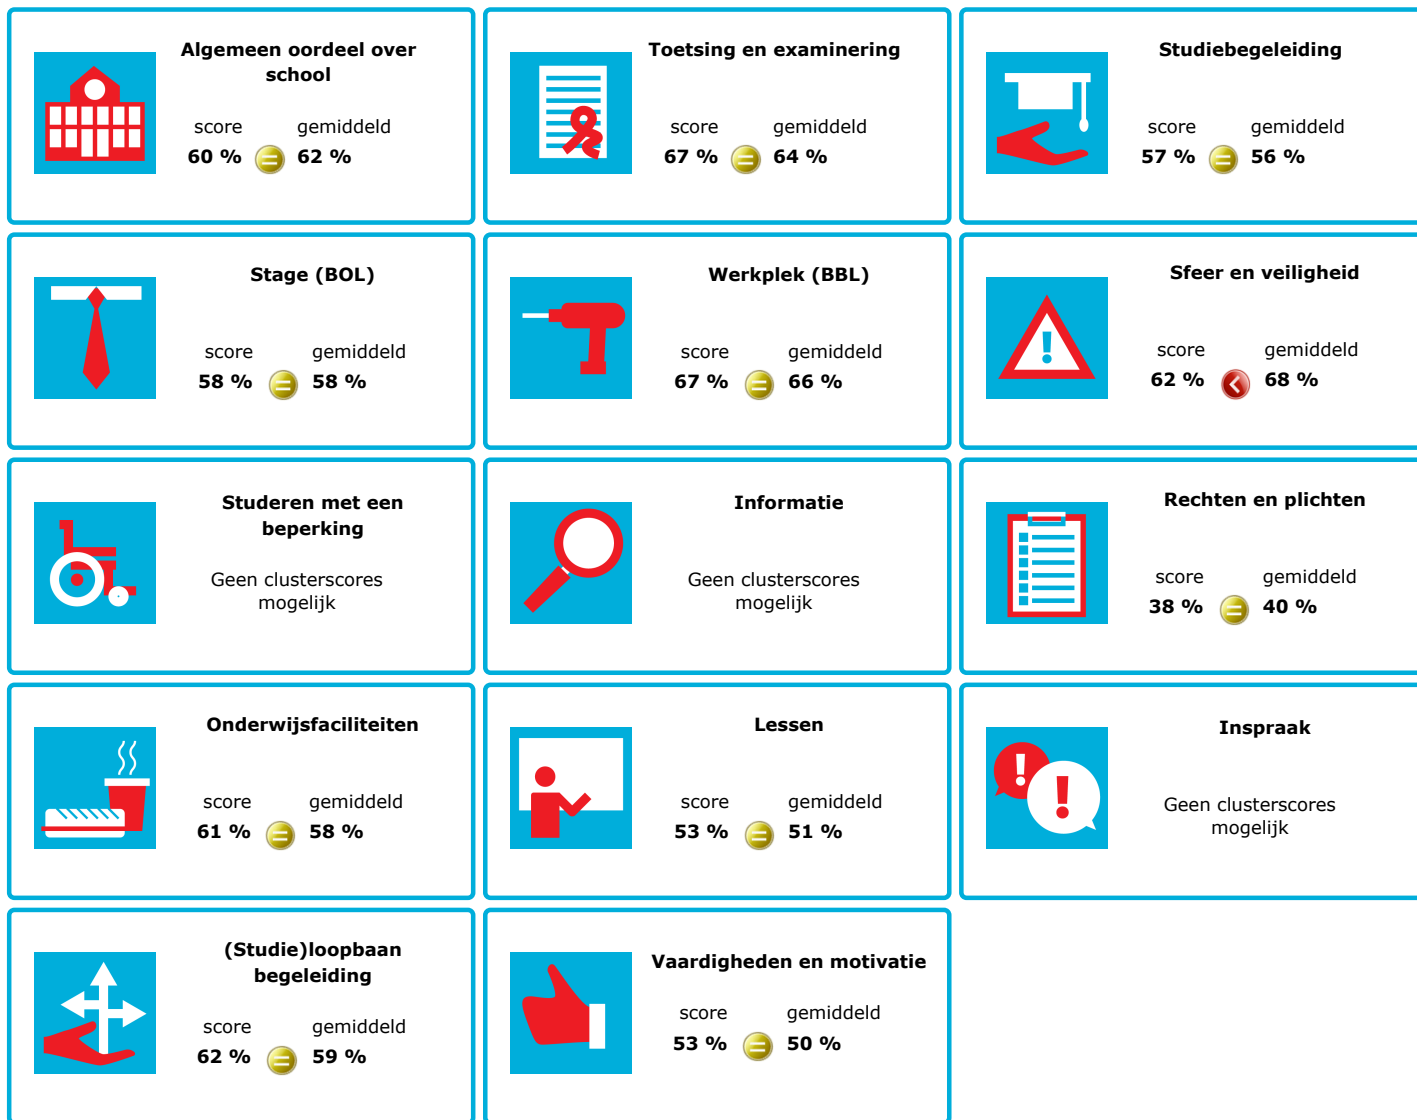 Algemeen oordeel over
school
score gemiddeld
60 % = 62 %
Toetsing en examinering
score gemiddeld
67 % = 64 %
Studiebegeleiding
score gemiddeld
57 % = 56 %
Stage (BOL)
score gemiddeld
58 % = 58 %
Werkplek (BBL)
score gemiddeld
67 % = 66 %
Sfeer en veiligheid
score gemiddeld
62 % < 68 %
Studeren met een
beperking
Geen clusterscores
mogelijk
Informatie
Geen clusterscores
mogelijk
Rechten en plichten
score gemiddeld
38 % = 40 %
Onderwijsfaciliteiten
score gemiddeld
61 % = 58 %
Lessen
score gemiddeld
53 % = 51 %
Inspraak
Geen clusterscores
mogelijk
(Studie)loopbaan
begeleiding
score gemiddeld
62 % = 59 %
Vaardigheden en motivatie
score gemiddeld
53 % = 50 %